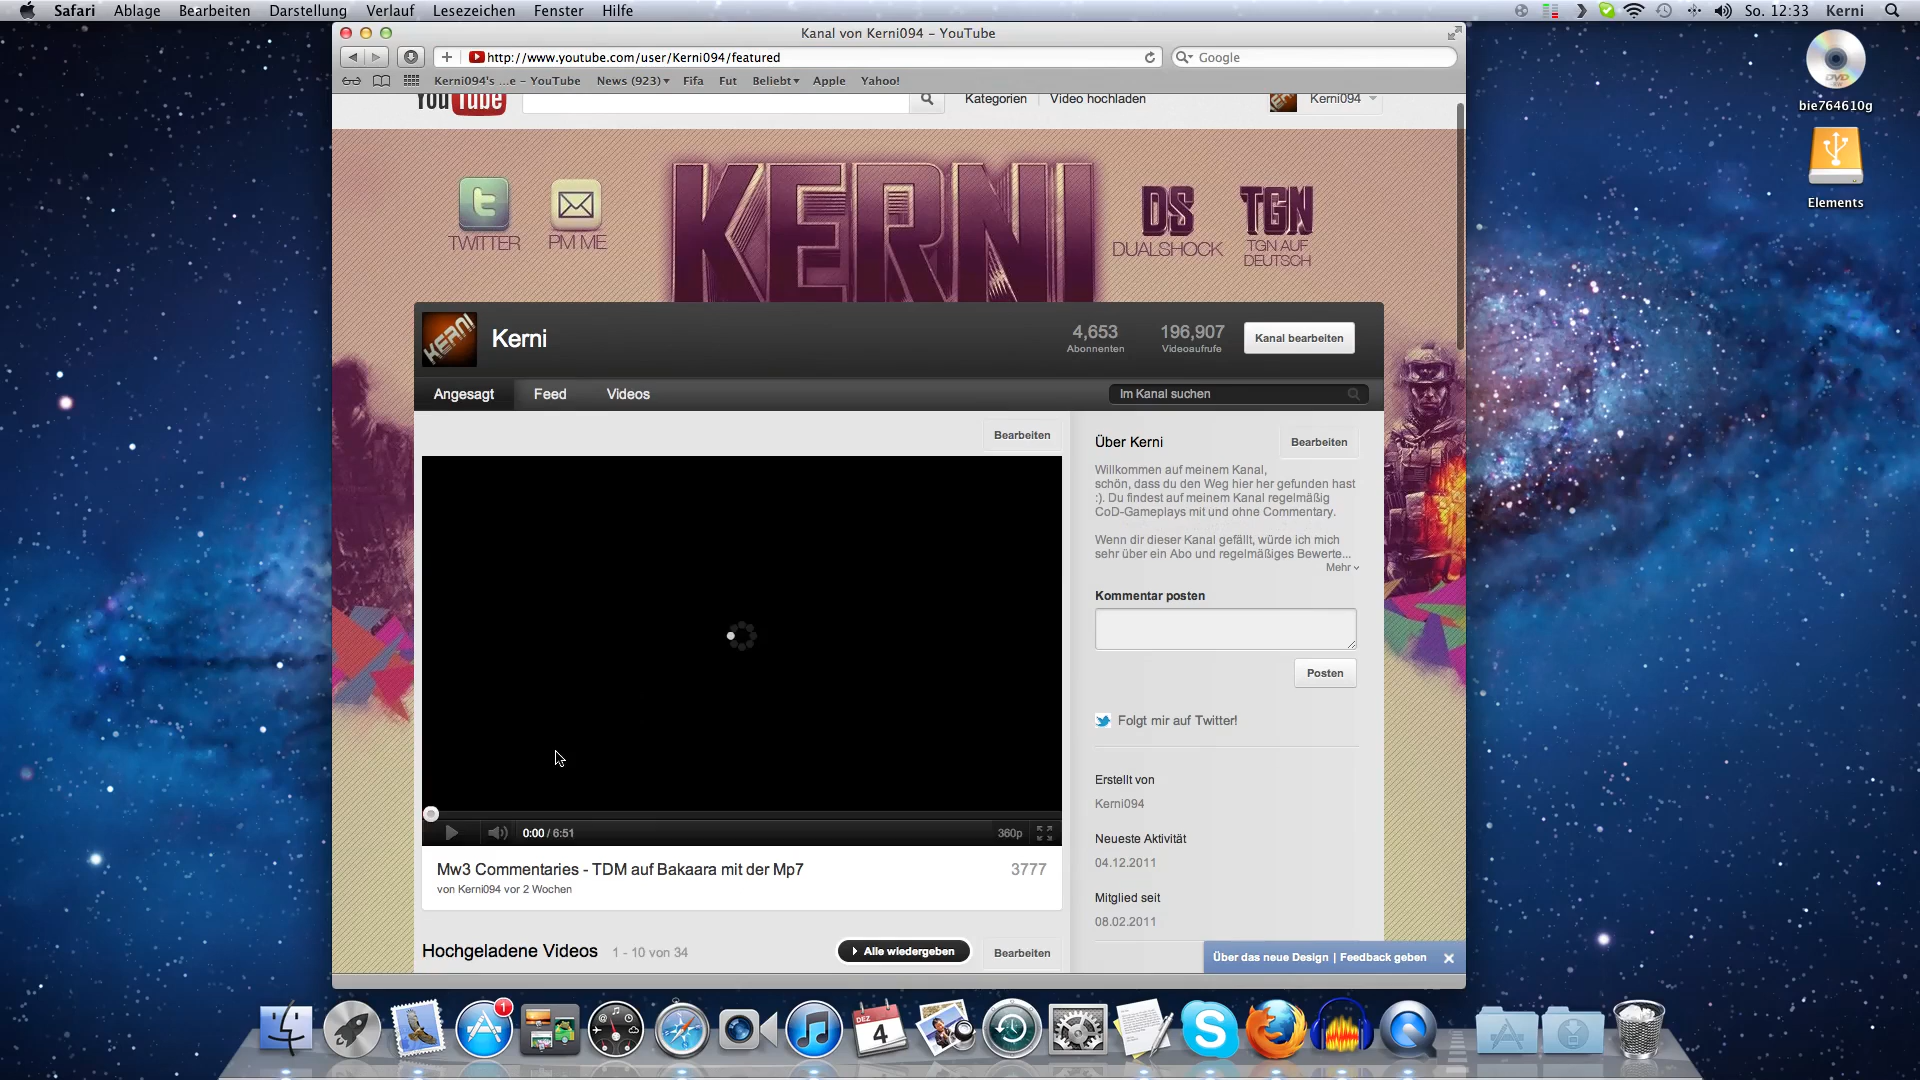 Safari Ablage Bearbeiten Darstellung Verlauf Lesezeichen Fenster Hilfe So. 12:33 Kerni
Kanal von Kerni094 – YouTube
http://www.youtube.com/user/Kerni094/featured Google
Kerni094's ...e – YouTube News (923) Fifa Fut Beliebt Apple Yahoo!
YouTube Kategorien Video hochladen Kerni094
KERNI
TWITTER PM ME DS DUALSHOCK TGN TGN AUF DEUTSCH
KERNI Kerni 4,653 Abonnenten 196,907 Videoaufrufe Kanal bearbeiten
Angesagt Feed Videos Im Kanal suchen
Bearbeiten
Über Kerni Bearbeiten
Willkommen auf meinem Kanal,
schön, dass du den Weg hier her gefunden hast
:). Du findest auf meinem Kanal regelmäßig
CoD-Gameplays mit und ohne Commentary.
Wenn dir dieser Kanal gefällt, würde ich mich
sehr über ein Abo und regelmäßiges Bewerte...
Mehr
Kommentar posten
Posten
Folgt mir auf Twitter!
Erstellt von
Kerni094
Neueste Aktivität
04.12.2011
Mitglied seit
08.02.2011
0:00 / 6:51 360p
Mw3 Commentaries - TDM auf Bakaara mit der Mp7 3777
von Kerni094 vor 2 Wochen
Hochgeladene Videos 1 - 10 von 34 Alle wiedergeben Bearbeiten
Über das neue Design | Feedback geben
DVD
bie764610g
Elements
1
DEZ
4